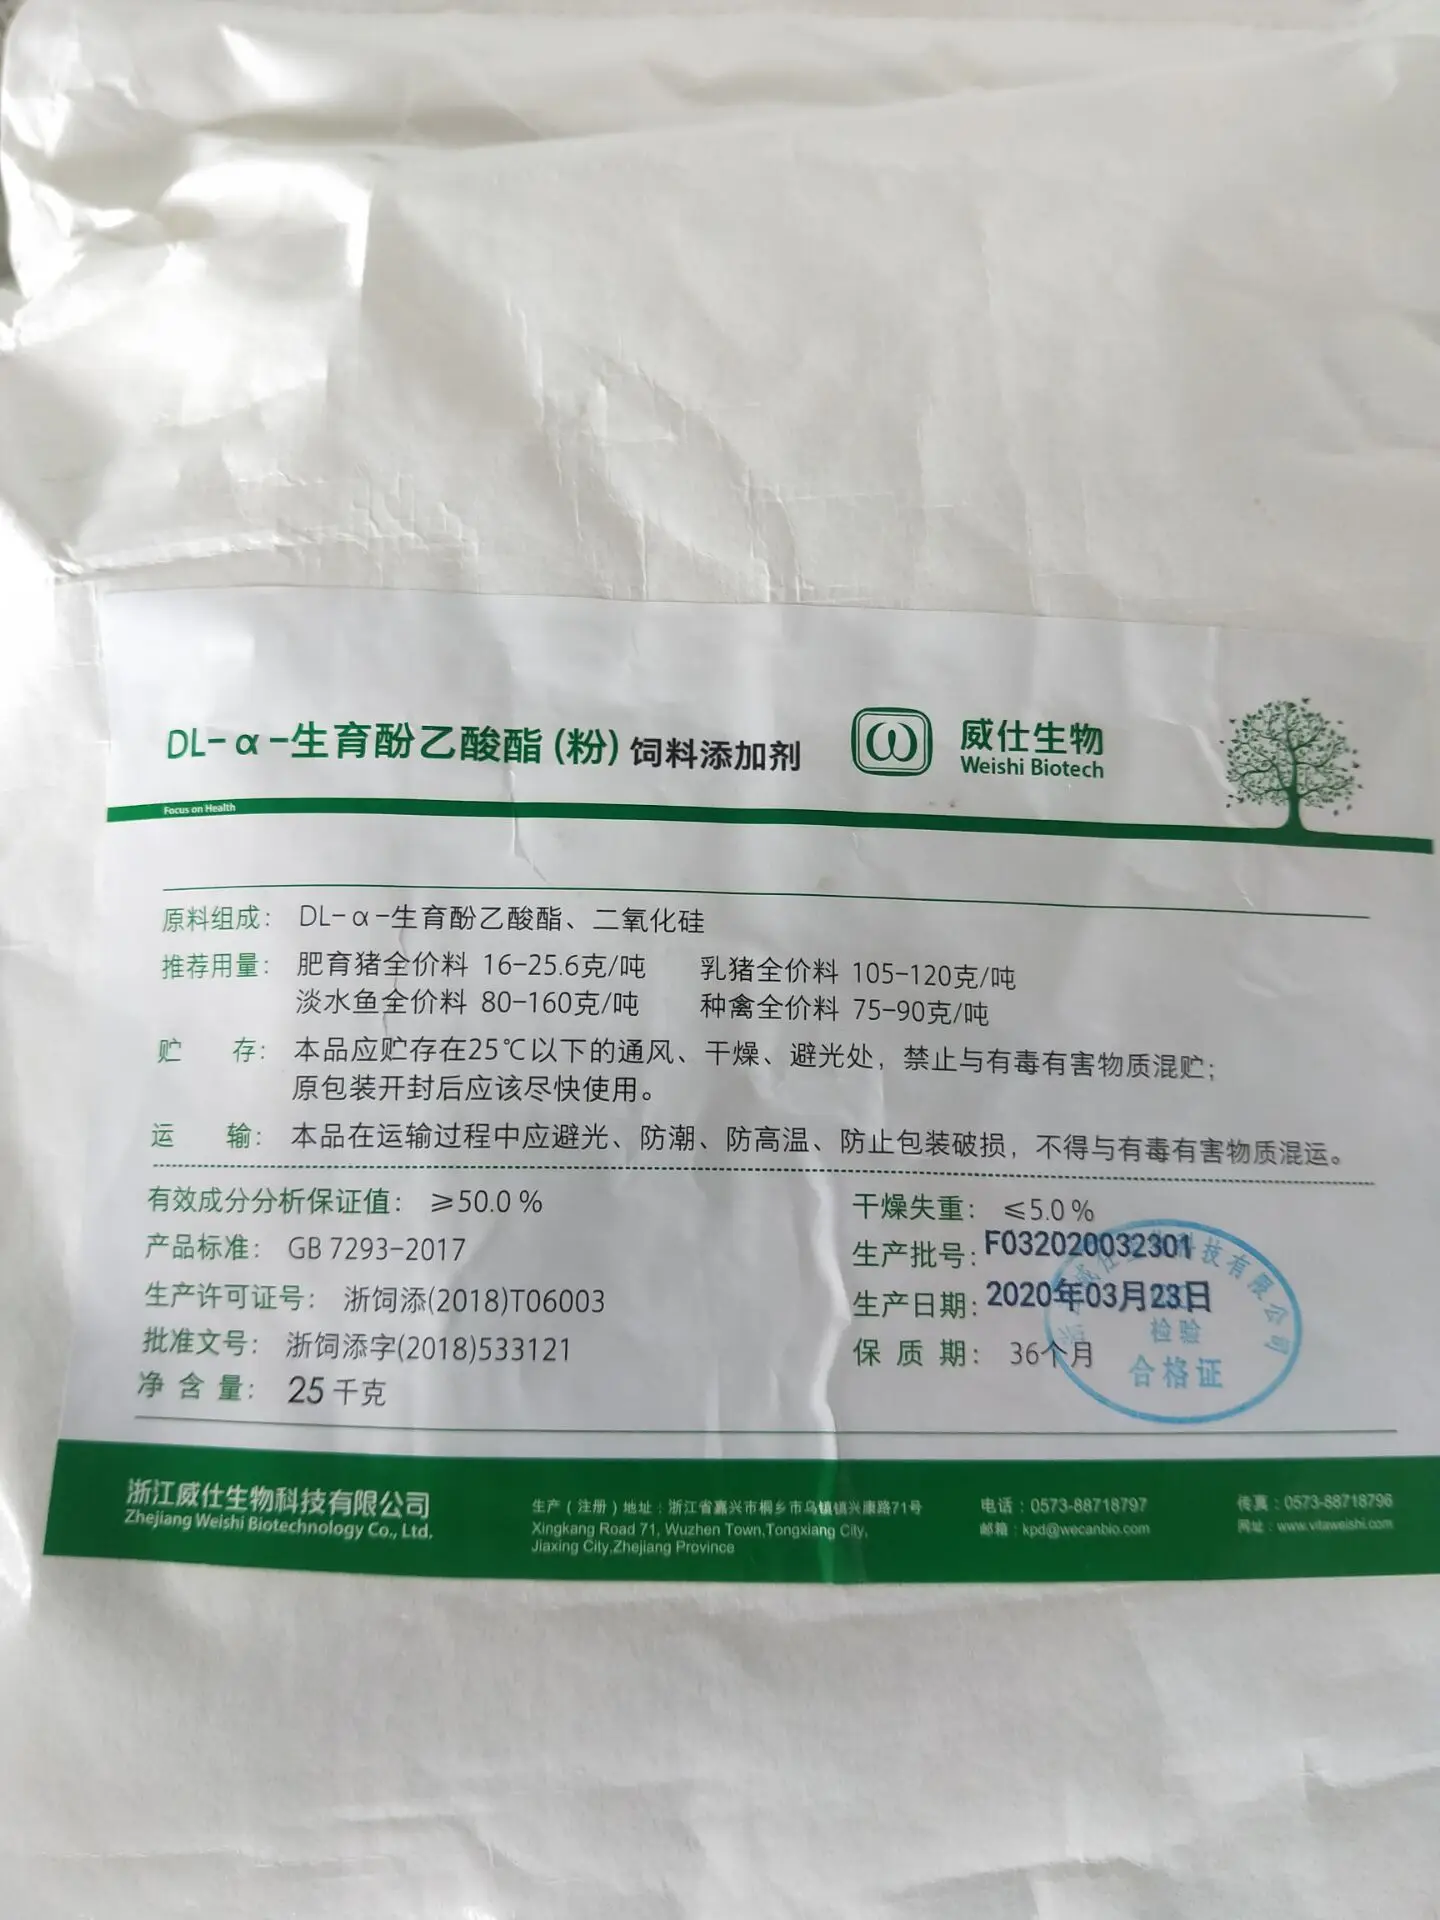 DL-α-生育酚乙酸酯(粉) 饲料添加剂
威仕生物
Weishi Biotech
Focus on Health
原料组成： DL-α-生育酚乙酸酯、二氧化硅
推荐用量： 肥育猪全价料 16-25.6克/吨 乳猪全价料 105-120克/吨
淡水鱼全价料 80-160克/吨 种禽全价料 75-90克/吨
贮 存： 本品应贮存在25℃以下的通风、干燥、避光处，禁止与有毒有害物质混贮；
原包装开封后应该尽快使用。
运 输： 本品在运输过程中应避光、防潮、防高温、防止包装破损，不得与有毒有害物质混运。
有效成分分析保证值： ≥50.0 % 干燥失重： ≤5.0 %
产品标准： GB 7293-2017 生产批号： F032020032301
生产许可证号： 浙饲添(2018)T06003 生产日期： 2020年03月23日
批准文号： 浙饲添字(2018)533121 保 质 期： 36个月
净 含 量： 25 千克
检验
合格证
浙江威仕生物科技有限公司
Zhejiang Weishi Biotechnology Co., Ltd.
生产（注册）地址：浙江省嘉兴市桐乡市乌镇镇兴康路71号
Xingkang Road 71, Wuzhen Town,Tongxiang City,
Jiaxing City,Zhejiang Province
电话：0573-88718797
邮箱：kpd@wecanbio.com
传真：0573-88718796
网址：www.vitaweishi.com